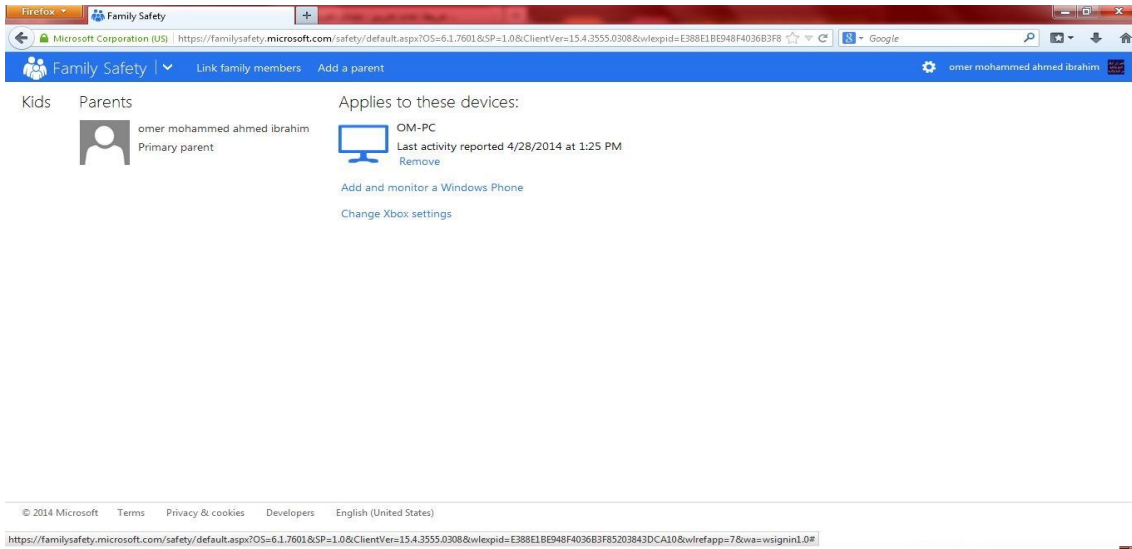 Firefox
Family Safety
Microsoft Corporation (US) https://familysafety.microsoft.com/safety/default.aspx?OS=6.1.7601&SP=1.0&ClientVer=15.4.3555.0308&wlexpid=E388E1BE948F4036B3F8
Google
Family Safety Link family members Add a parent omer mohammed ahmed ibrahim
Kids Parents Applies to these devices:
omer mohammed ahmed ibrahim
Primary parent
OM-PC
Last activity reported 4/28/2014 at 1:25 PM
Remove
Add and monitor a Windows Phone
Change Xbox settings
© 2014 Microsoft Terms Privacy & cookies Developers English (United States)
https://familysafety.microsoft.com/safety/default.aspx?OS=6.1.7601&SP=1.0&ClientVer=15.4.3555.0308&wlexpid=E388E1BE948F4036B3F85203843DCA10&wlrefapp=7&wa=wsignin1.0#